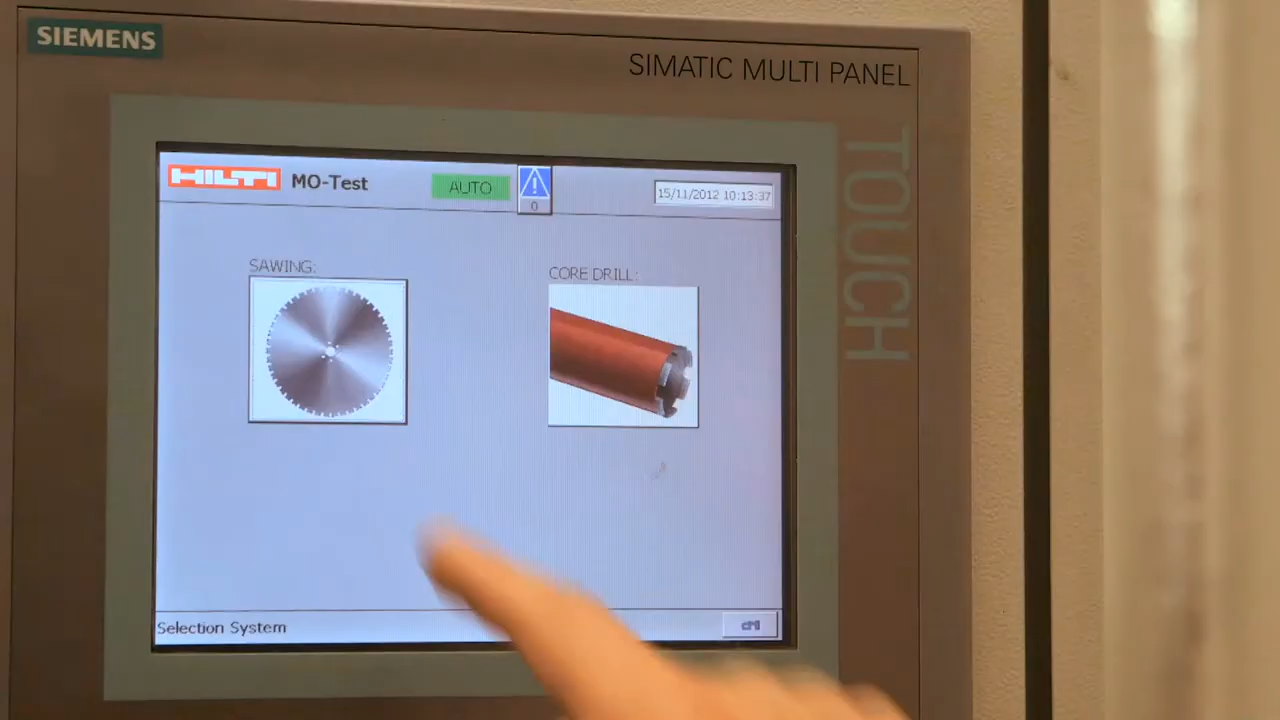 SIEMENS
SIMATIC MULTI PANEL
TOUCH
HILTI
MO-Test
AUTO
0
15/11/2012 10:13:37
SAWING:
CORE DRILL:
Selection System